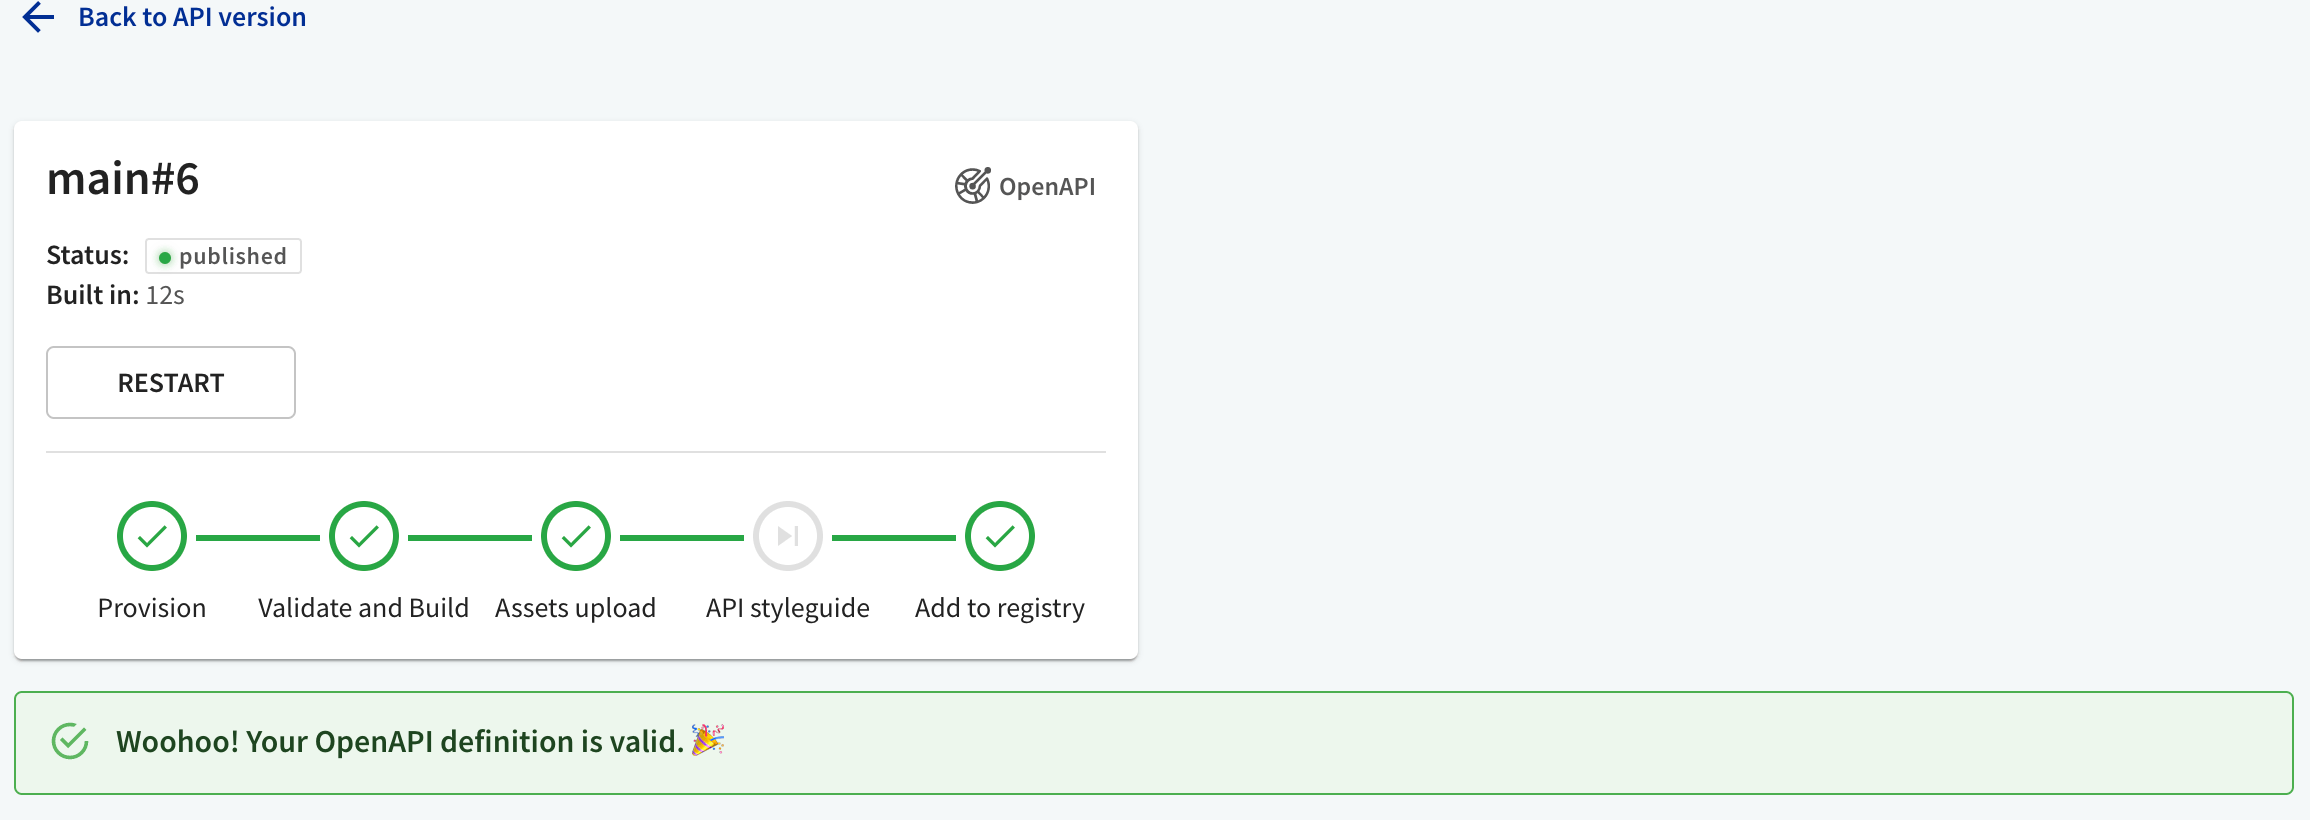 Back to API version
main#6
OpenAPI
Status: published
Built in: 12s
RESTART
Provision
Validate and Build
Assets upload
API styleguide
Add to registry
Woohoo! Your OpenAPI definition is valid. 🎉